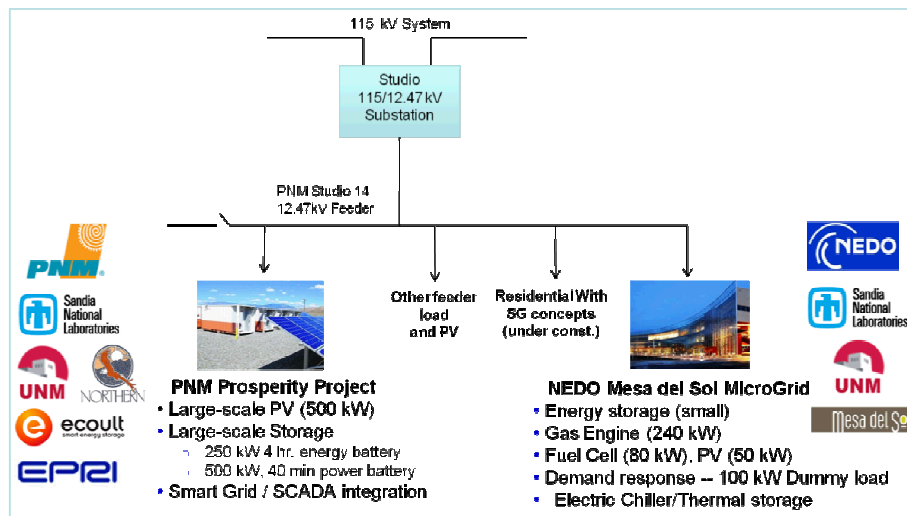 115 kV System
Studio
115/12.47 kV
Substation
PNM Studio 14
12.47kV Feeder
PNM
Sandia
National
Laboratories
UNM
NORTHERN
ecoult
smart energy storage
EPRI
Other feeder
load
and PV
Residential With
SG concepts
(under const.)
NEDO
Sandia
National
Laboratories
UNM
Mesa del Sol
PNM Prosperity Project
• Large-scale PV (500 kW)
• Large-scale Storage
- 250 kW 4 hr. energy battery
- 500 kW, 40 min power battery
• Smart Grid / SCADA integration
NEDO Mesa del Sol MicroGrid
• Energy storage (small)
• Gas Engine (240 kW)
• Fuel Cell (80 kW), PV (50 kW)
• Demand response -- 100 kW Dummy load
• Electric Chiller/Thermal storage